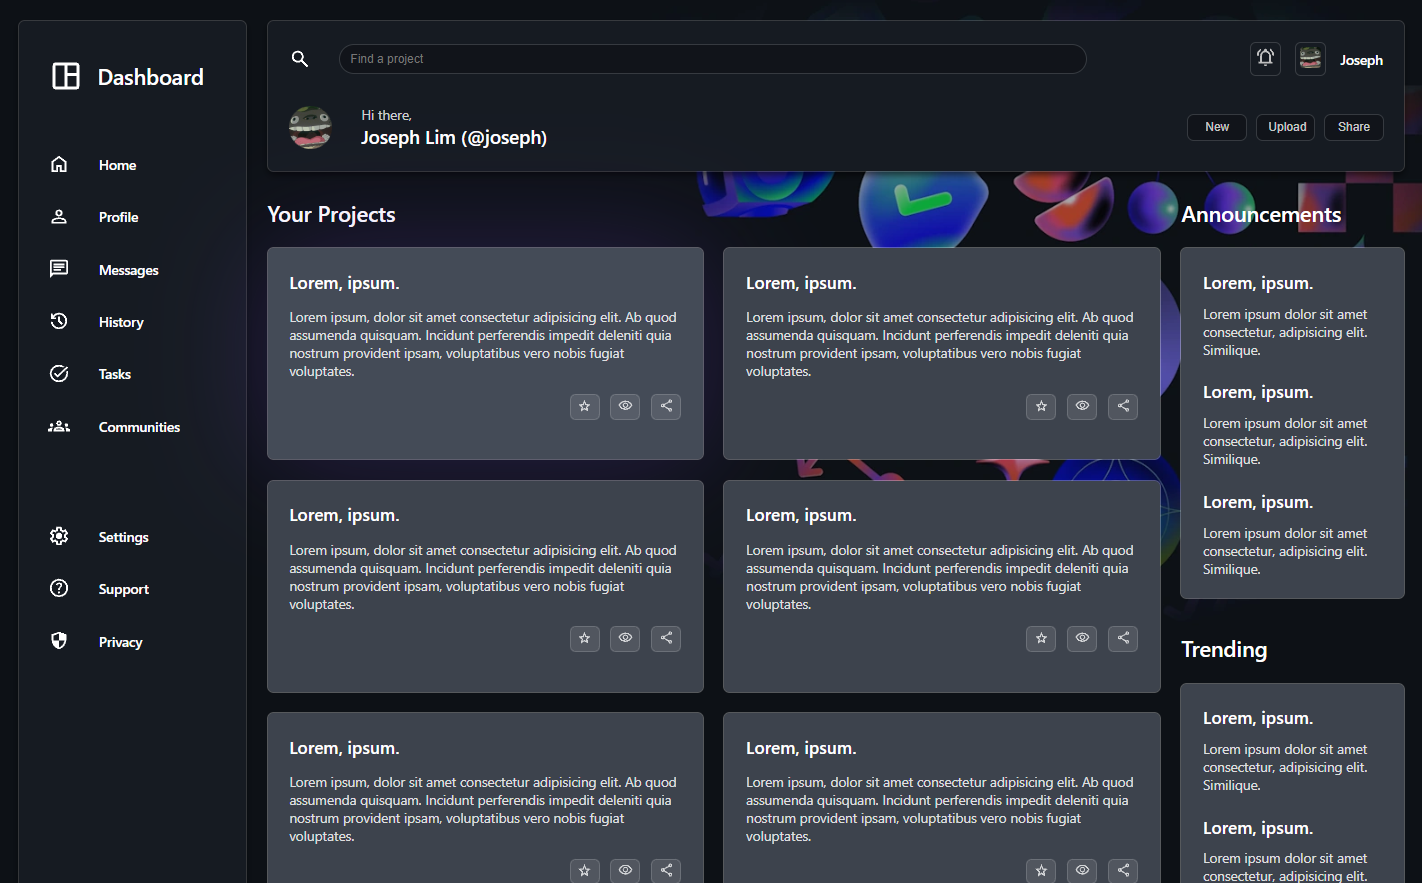 Dashboard
Home
Profile
Messages
History
Tasks
Communities
Settings
Support
Privacy
Find a project
Joseph
Hi there,
Joseph Lim (@joseph)
New
Upload
Share
Your Projects
Lorem, ipsum.
Lorem ipsum, dolor sit amet consectetur adipisicing elit. Ab quod
assumenda quisquam. Incidunt perferendis impedit deleniti quia
nostrum provident ipsam, voluptatibus vero nobis fugiat
voluptates.
Lorem, ipsum.
Lorem ipsum, dolor sit amet consectetur adipisicing elit. Ab quod
assumenda quisquam. Incidunt perferendis impedit deleniti quia
nostrum provident ipsam, voluptatibus vero nobis fugiat
voluptates.
Lorem, ipsum.
Lorem ipsum, dolor sit amet consectetur adipisicing elit. Ab quod
assumenda quisquam. Incidunt perferendis impedit deleniti quia
nostrum provident ipsam, voluptatibus vero nobis fugiat
voluptates.
Lorem, ipsum.
Lorem ipsum, dolor sit amet consectetur adipisicing elit. Ab quod
assumenda quisquam. Incidunt perferendis impedit deleniti quia
nostrum provident ipsam, voluptatibus vero nobis fugiat
voluptates.
Lorem, ipsum.
Lorem ipsum, dolor sit amet consectetur adipisicing elit. Ab quod
assumenda quisquam. Incidunt perferendis impedit deleniti quia
nostrum provident ipsam, voluptatibus vero nobis fugiat
voluptates.
Lorem, ipsum.
Lorem ipsum, dolor sit amet consectetur adipisicing elit. Ab quod
assumenda quisquam. Incidunt perferendis impedit deleniti quia
nostrum provident ipsam, voluptatibus vero nobis fugiat
voluptates.
Announcements
Lorem, ipsum.
Lorem ipsum dolor sit amet
consectetur, adipisicing elit.
Similique.
Lorem, ipsum.
Lorem ipsum dolor sit amet
consectetur, adipisicing elit.
Similique.
Lorem, ipsum.
Lorem ipsum dolor sit amet
consectetur, adipisicing elit.
Similique.
Trending
Lorem, ipsum.
Lorem ipsum dolor sit amet
consectetur, adipisicing elit.
Similique.
Lorem, ipsum.
Lorem ipsum dolor sit amet
consectetur, adipisicing elit.